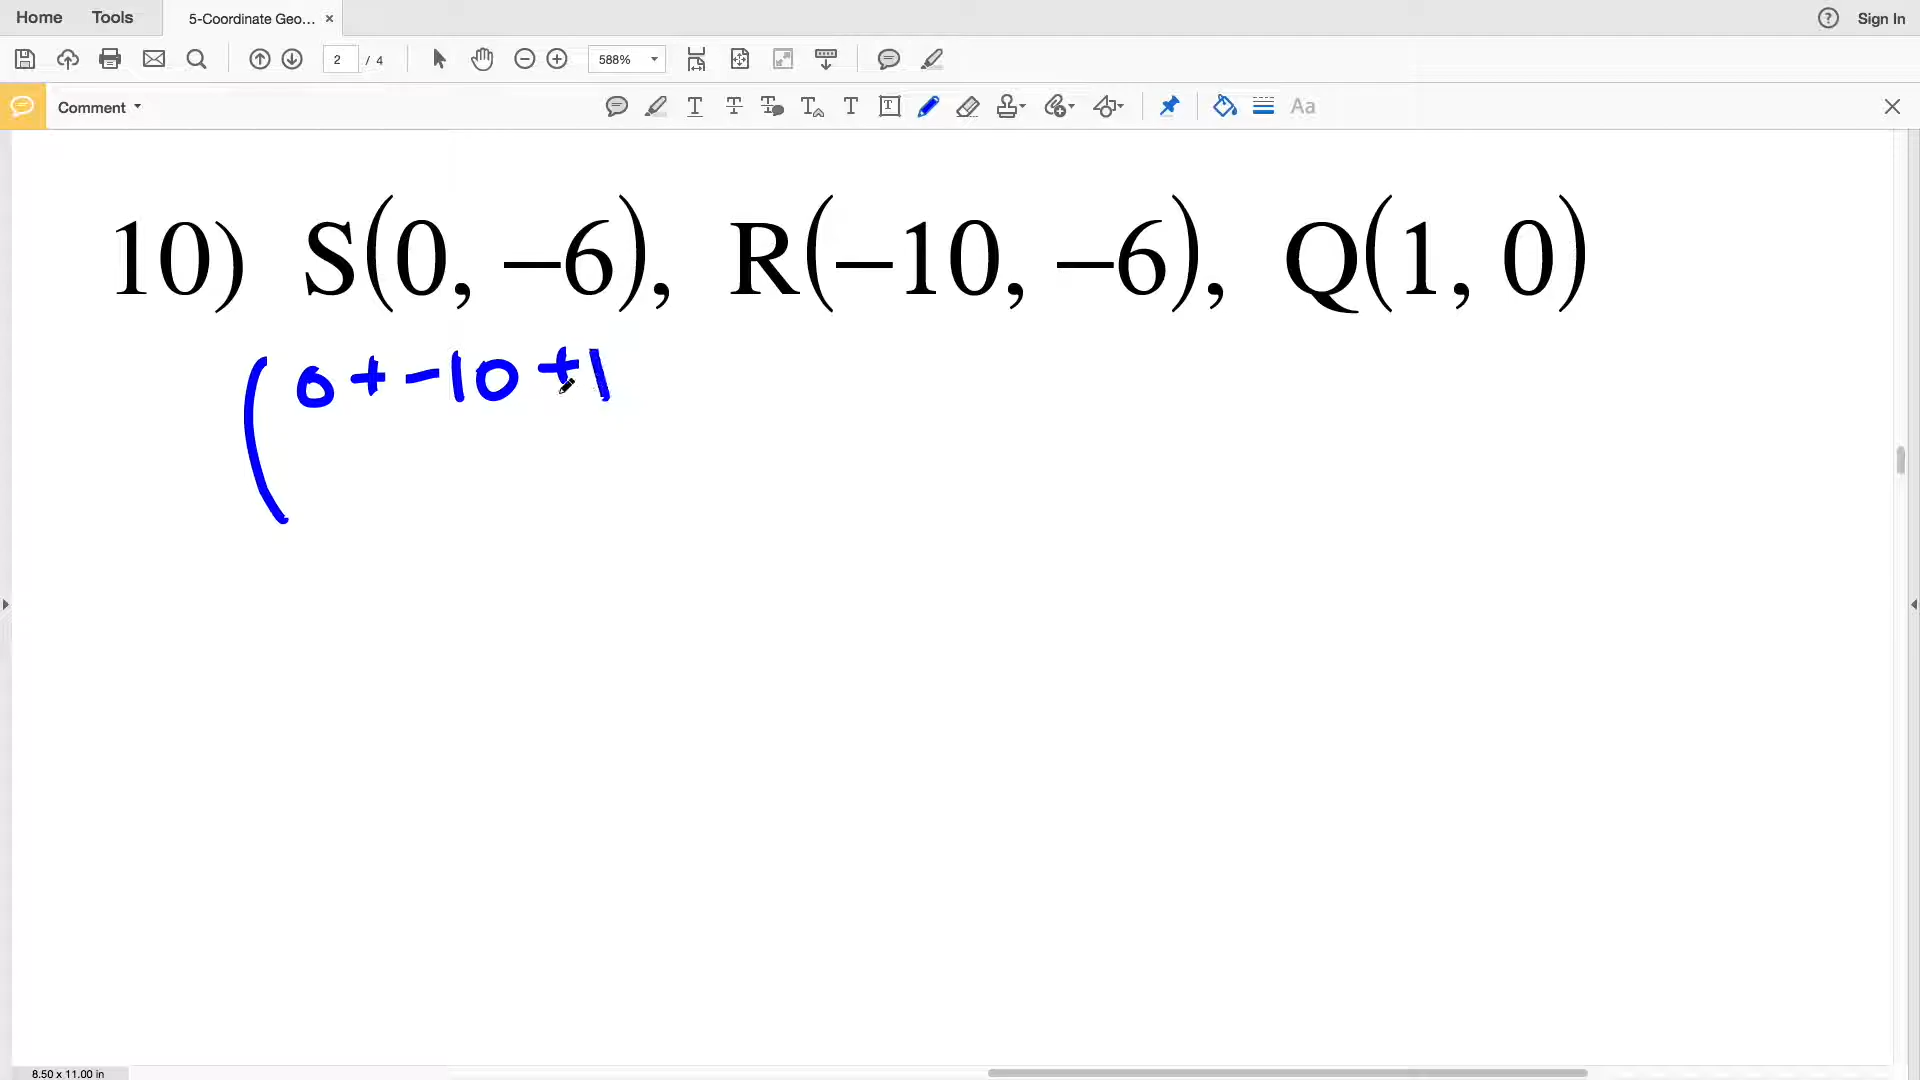 Home Tools 5-Coordinate Geo... × ? Sign In
2 / 4 588%
Comment Aa
10) S(0, −6), R(−10, −6), Q(1, 0)
(0 + -10 + 1
8.50 x 11.00 in